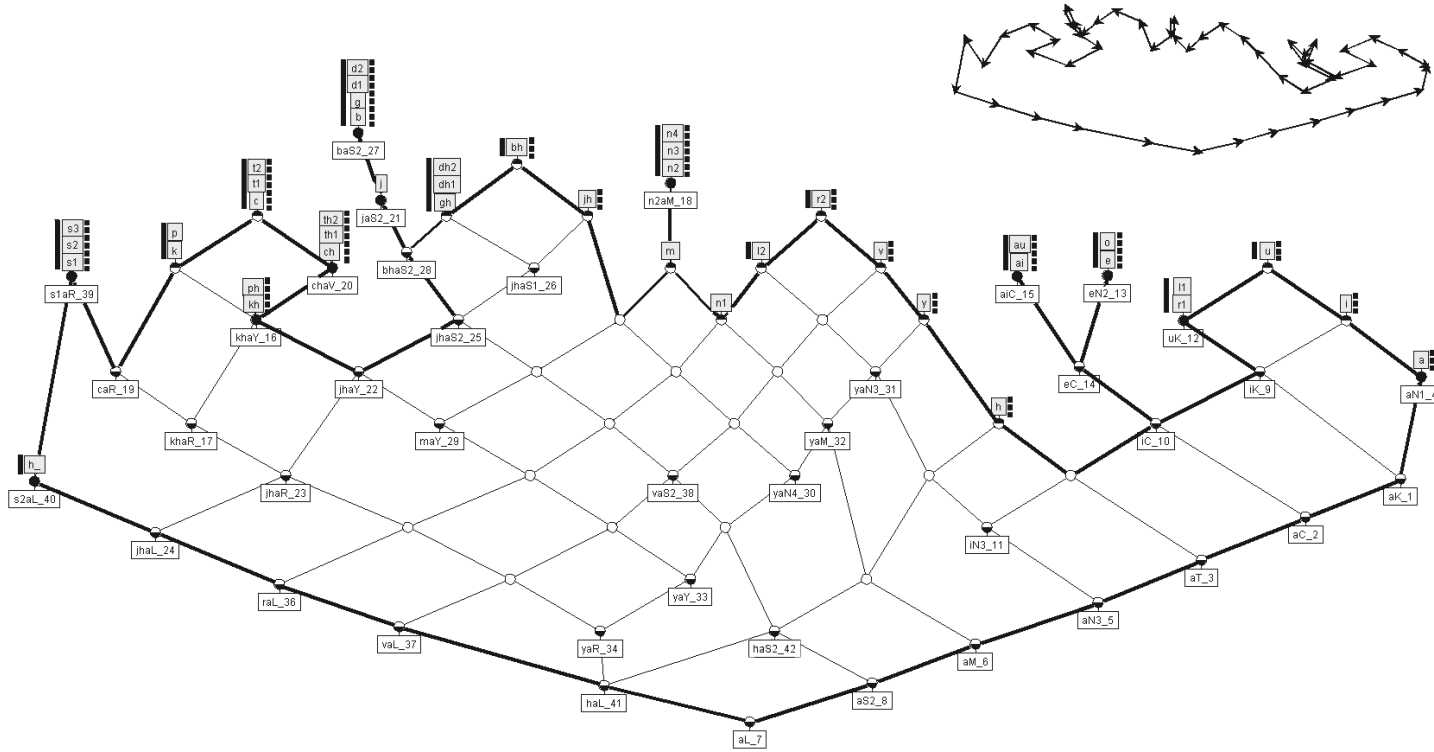 d2
d1
g
b
baS2_27
n4
n3
n2
n2aM_18
bh
t2
t1
c
dh2
dh1
gh
j
jaS2_21
th2
th1
ch
chaV_20
jh
r2
s3
s2
s1
s1aR_39
p
k
bhaS2_28
jhaS1_26
m
l2
v
au
ai
aiC_15
o
e
eN2_13
u
l1
r1
uK_12
i
ph
kh
khaY_16
jhaS2_25
n1
y
caR_19
jhaY_22
yaN3_31
eC_14
iK_9
a
aN1_4
khaR_17
maY_29
yaM_32
h
iC_10
h_
s2aL_40
jhaR_23
vaS2_38
yaN4_30
aK_1
jhaL_24
iN3_11
aC_2
raL_36
yaY_33
aT_3
vaL_37
yaR_34
haS2_42
aN3_5
aM_6
haL_41
aS2_8
aL_7